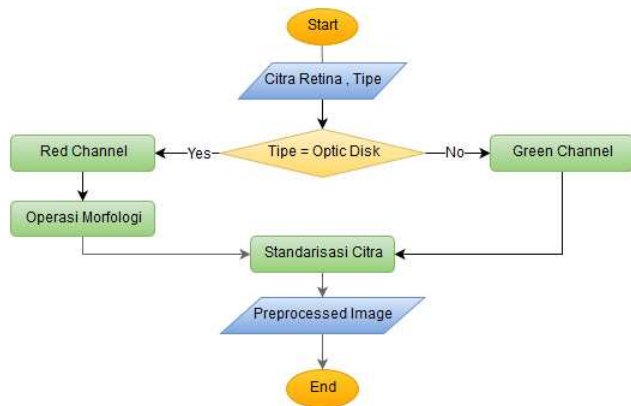 Start
Citra Retina , Tipe
Tipe = Optic Disk
Yes
No
Red Channel
Green Channel
Operasi Morfologi
Standarisasi Citra
Preprocessed Image
End